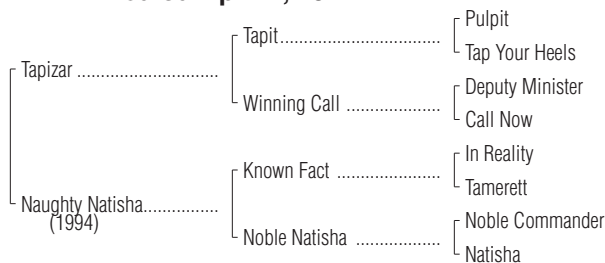 Pulpit
Tapit
Tap Your Heels
Tapizar
Deputy Minister
Winning Call
Call Now
In Reality
Known Fact
Tamerett
Naughty Natisha
(1994)
Noble Commander
Noble Natisha
Natisha